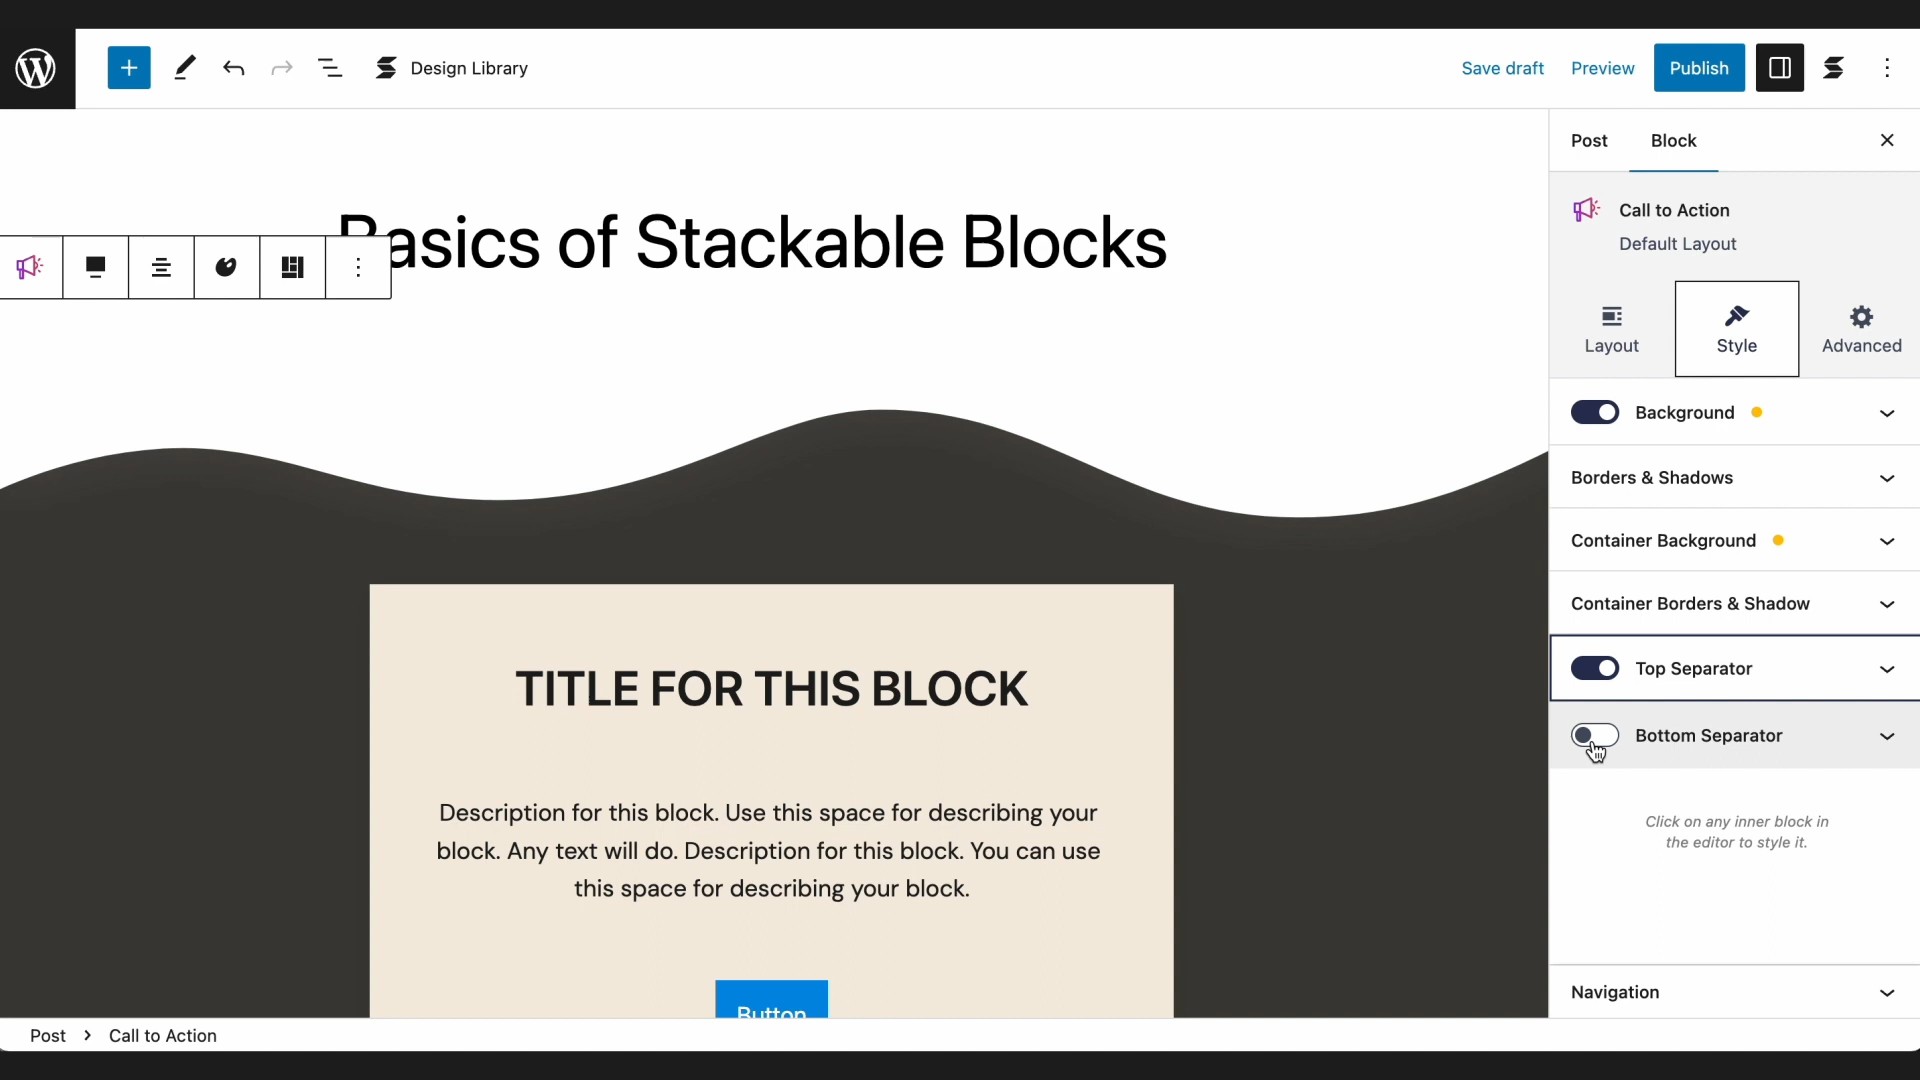 Design Library
Save draft
Preview
Publish
Post
Block
Call to Action
Default Layout
Layout
Style
Advanced
Background
Borders & Shadows
Container Background
Container Borders & Shadow
Top Separator
Bottom Separator
Click on any inner block in
the editor to style it.
Navigation
Basics of Stackable Blocks
TITLE FOR THIS BLOCK
Description for this block. Use this space for describing your
block. Any text will do. Description for this block. You can use
this space for describing your block.
Button
Post > Call to Action